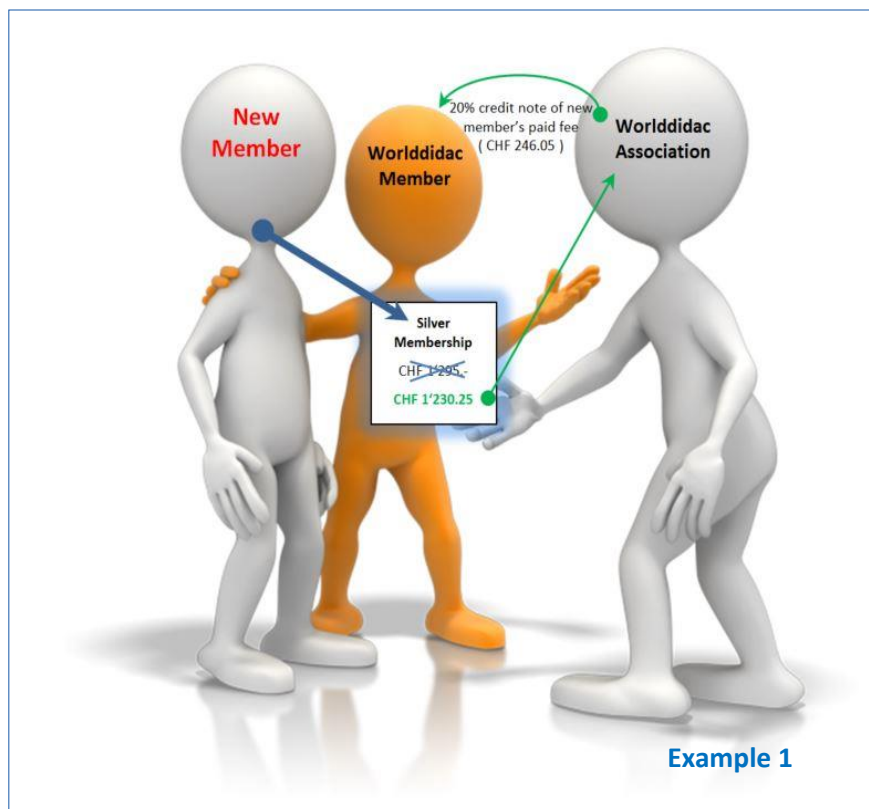 New
Member
Worlddidac
Member
20% credit note of new
member's paid fee
( CHF 246.05 )
Worlddidac
Association
Silver
Membership
CHF 1'295.-
CHF 1'230.25
Example 1